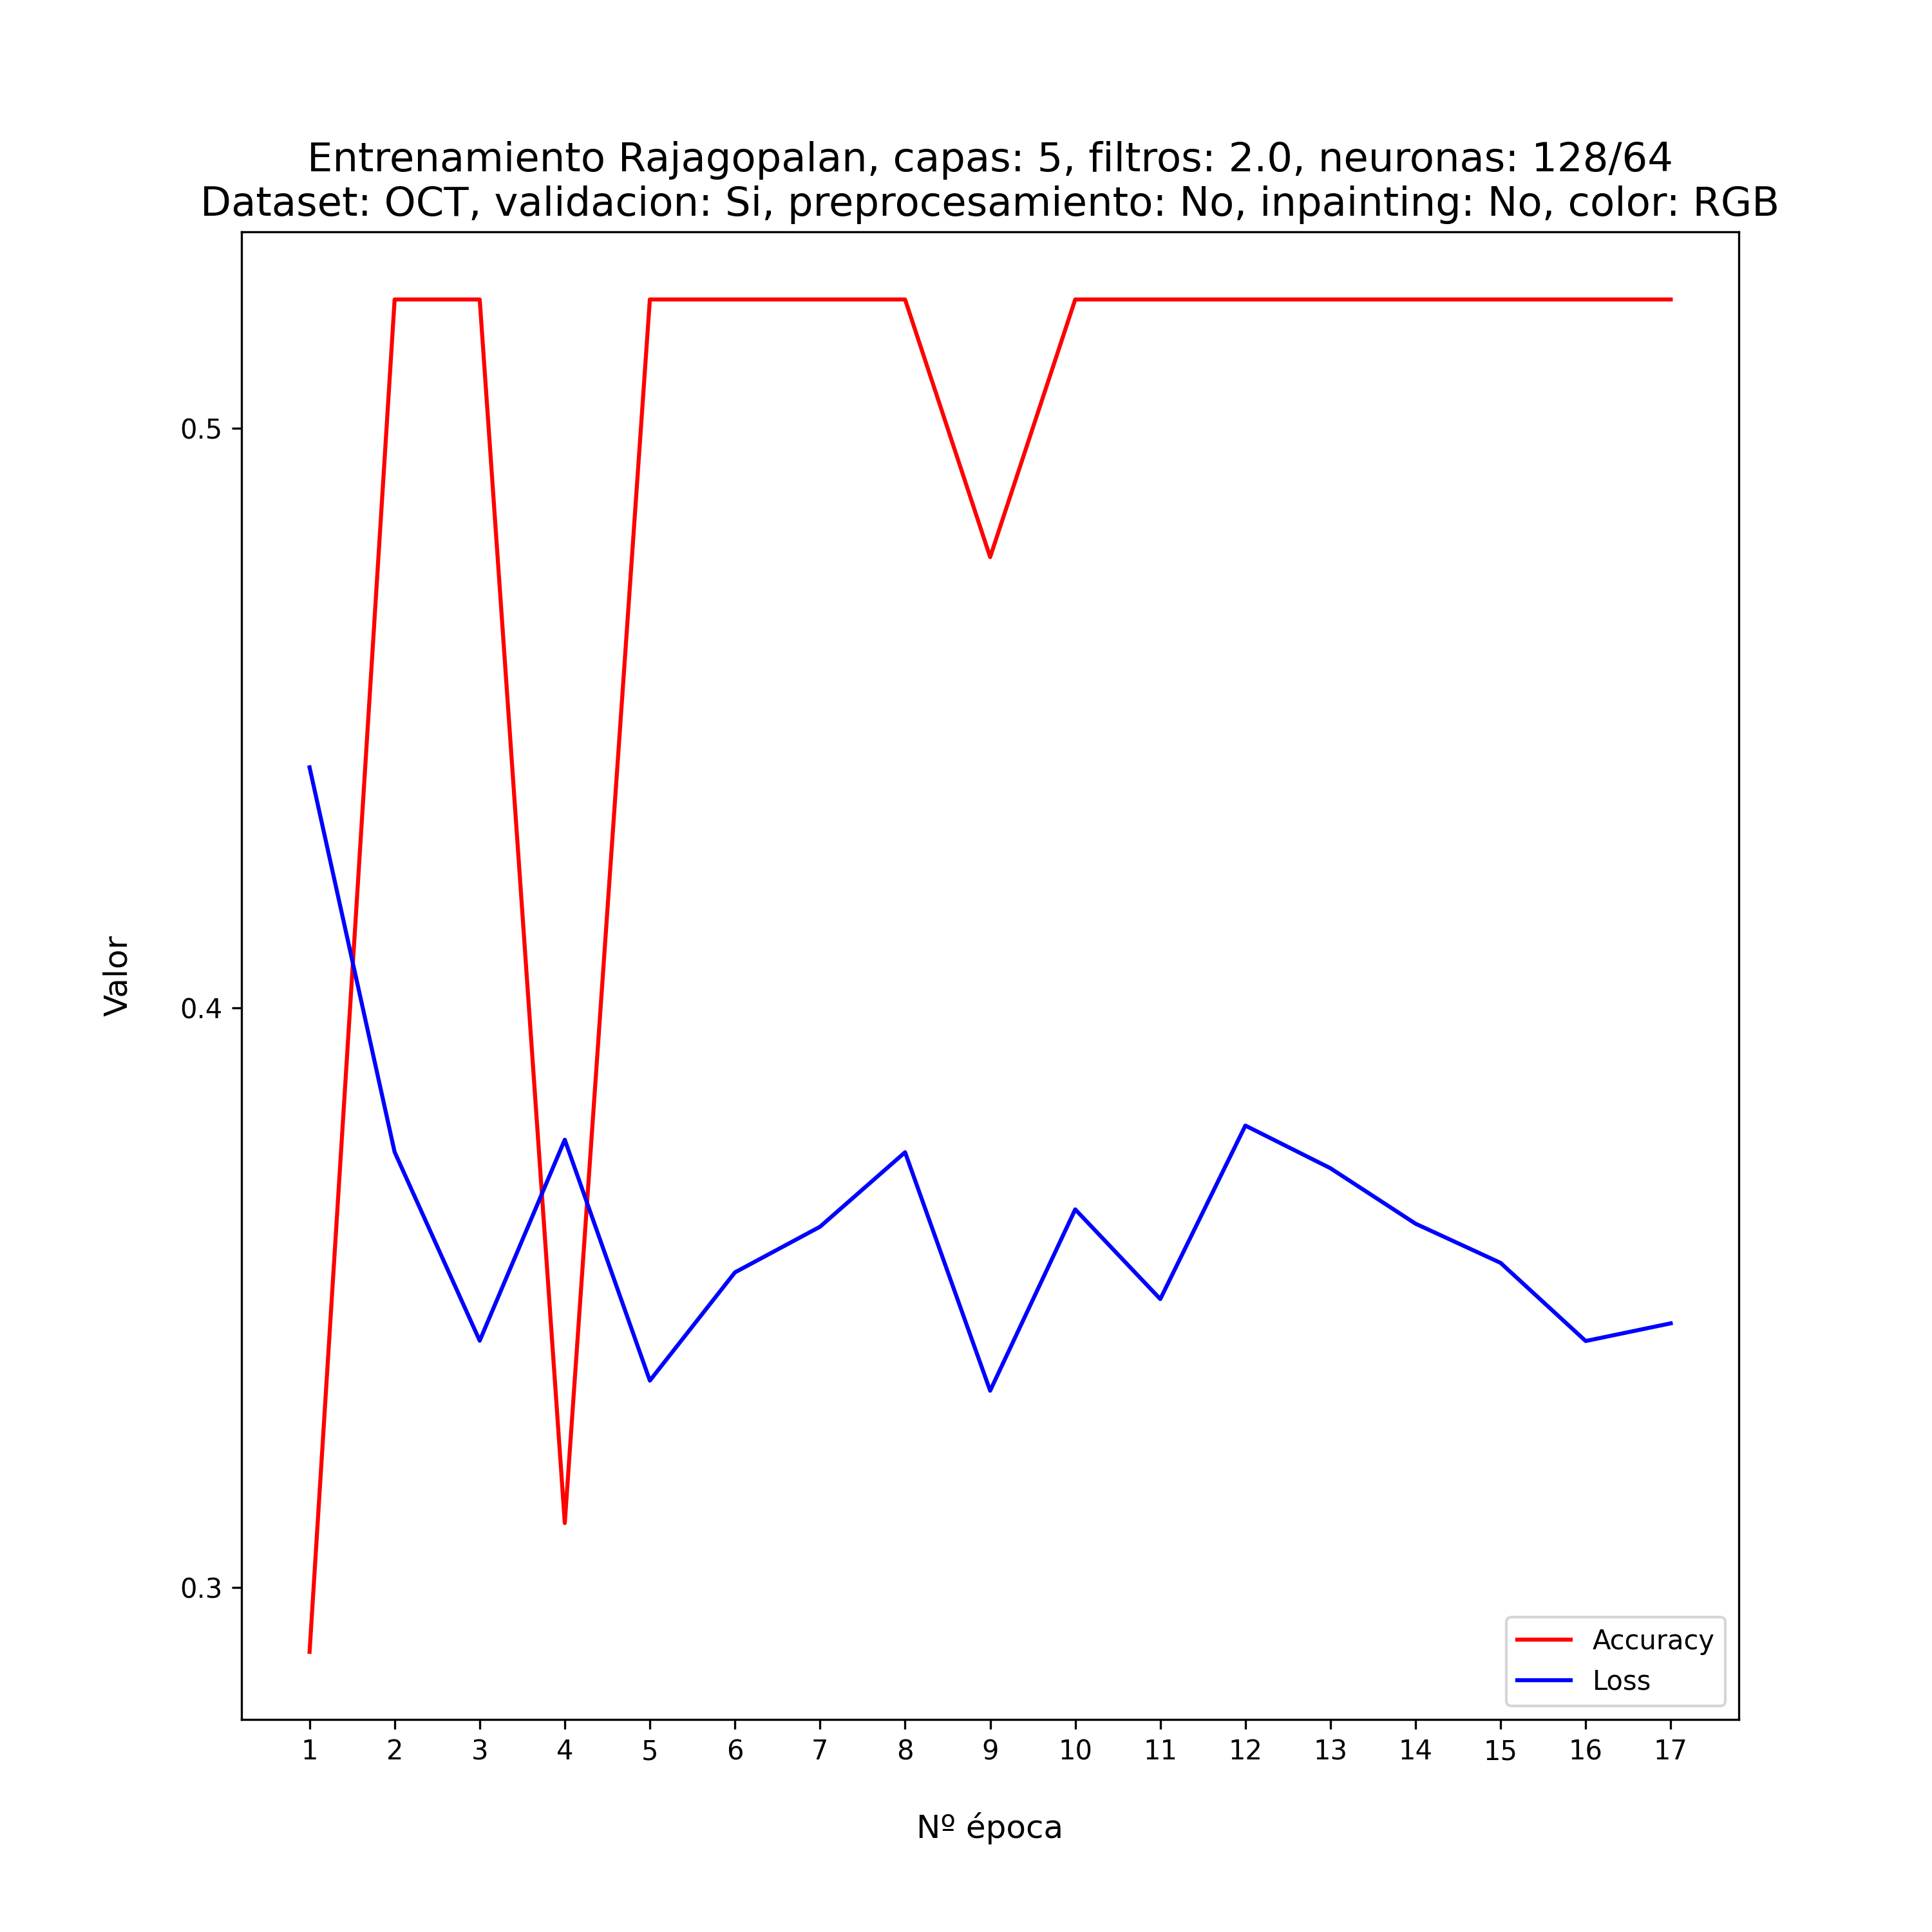 Entrenamiento Rajagopalan, capas: 5, filtros: 2.0, neuronas: 128/64
Dataset: OCT, validacion: Si, preprocesamiento: No, inpainting: No, color: RGB
0.5
0.4
0.3
Valor
Accuracy
Loss
1 2 3 4 5 6 7 8 9 10 11 12 13 14 15 16 17
Nº época